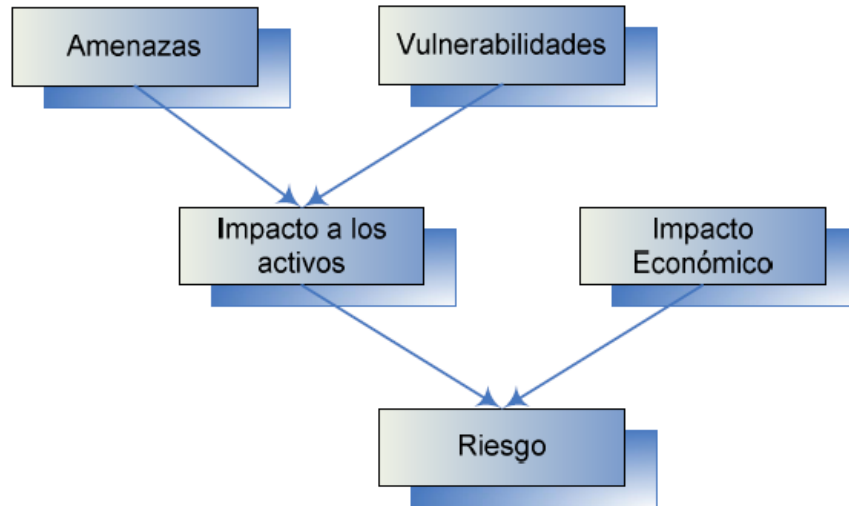 Amenazas
Vulnerabilidades
Impacto a los
activos
Impacto
Económico
Riesgo